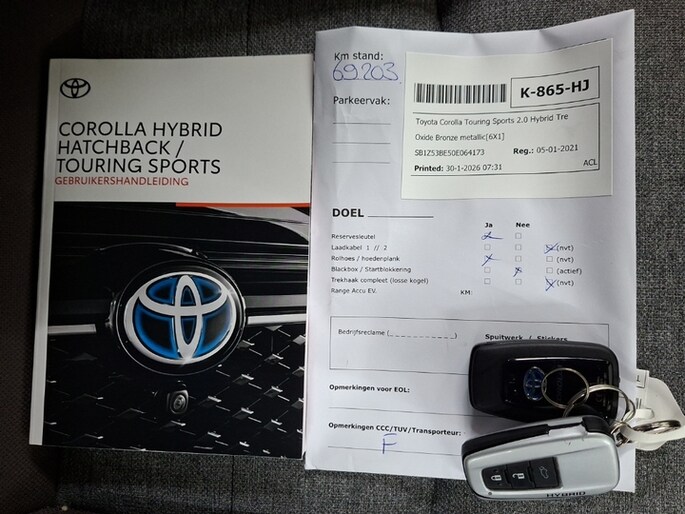 COROLLA HYBRID
HATCHBACK /
TOURING SPORTS
GEBRUIKERSHANDLEIDING
Km stand:
69.203
Parkeervak:
K-865-HJ
Toyota Corolla Touring Sports 2.0 Hybrid Tre
Oxide Bronze metallic[6X1]
SB1Z53BE50E064173 Reg.: 05-01-2021
Printed: 30-1-2026 07:31 ACL
DOEL
Ja Nee
Reservesleutel
Laadkabel 1 // 2 (nvt)
Rolhoes / hoedenplank (nvt)
Blackbox / Startblokkering (actief)
Trekhaak compleet (losse kogel) (nvt)
Range Accu EV. KM:
Bedrijfsreclame (_ _ _ _ _ _ _ _ _ _ _ _) Spuitwerk / Stickers
Opmerkingen voor EOL:
Opmerkingen CCC/TUV/Transporteur:
F
HYBRID